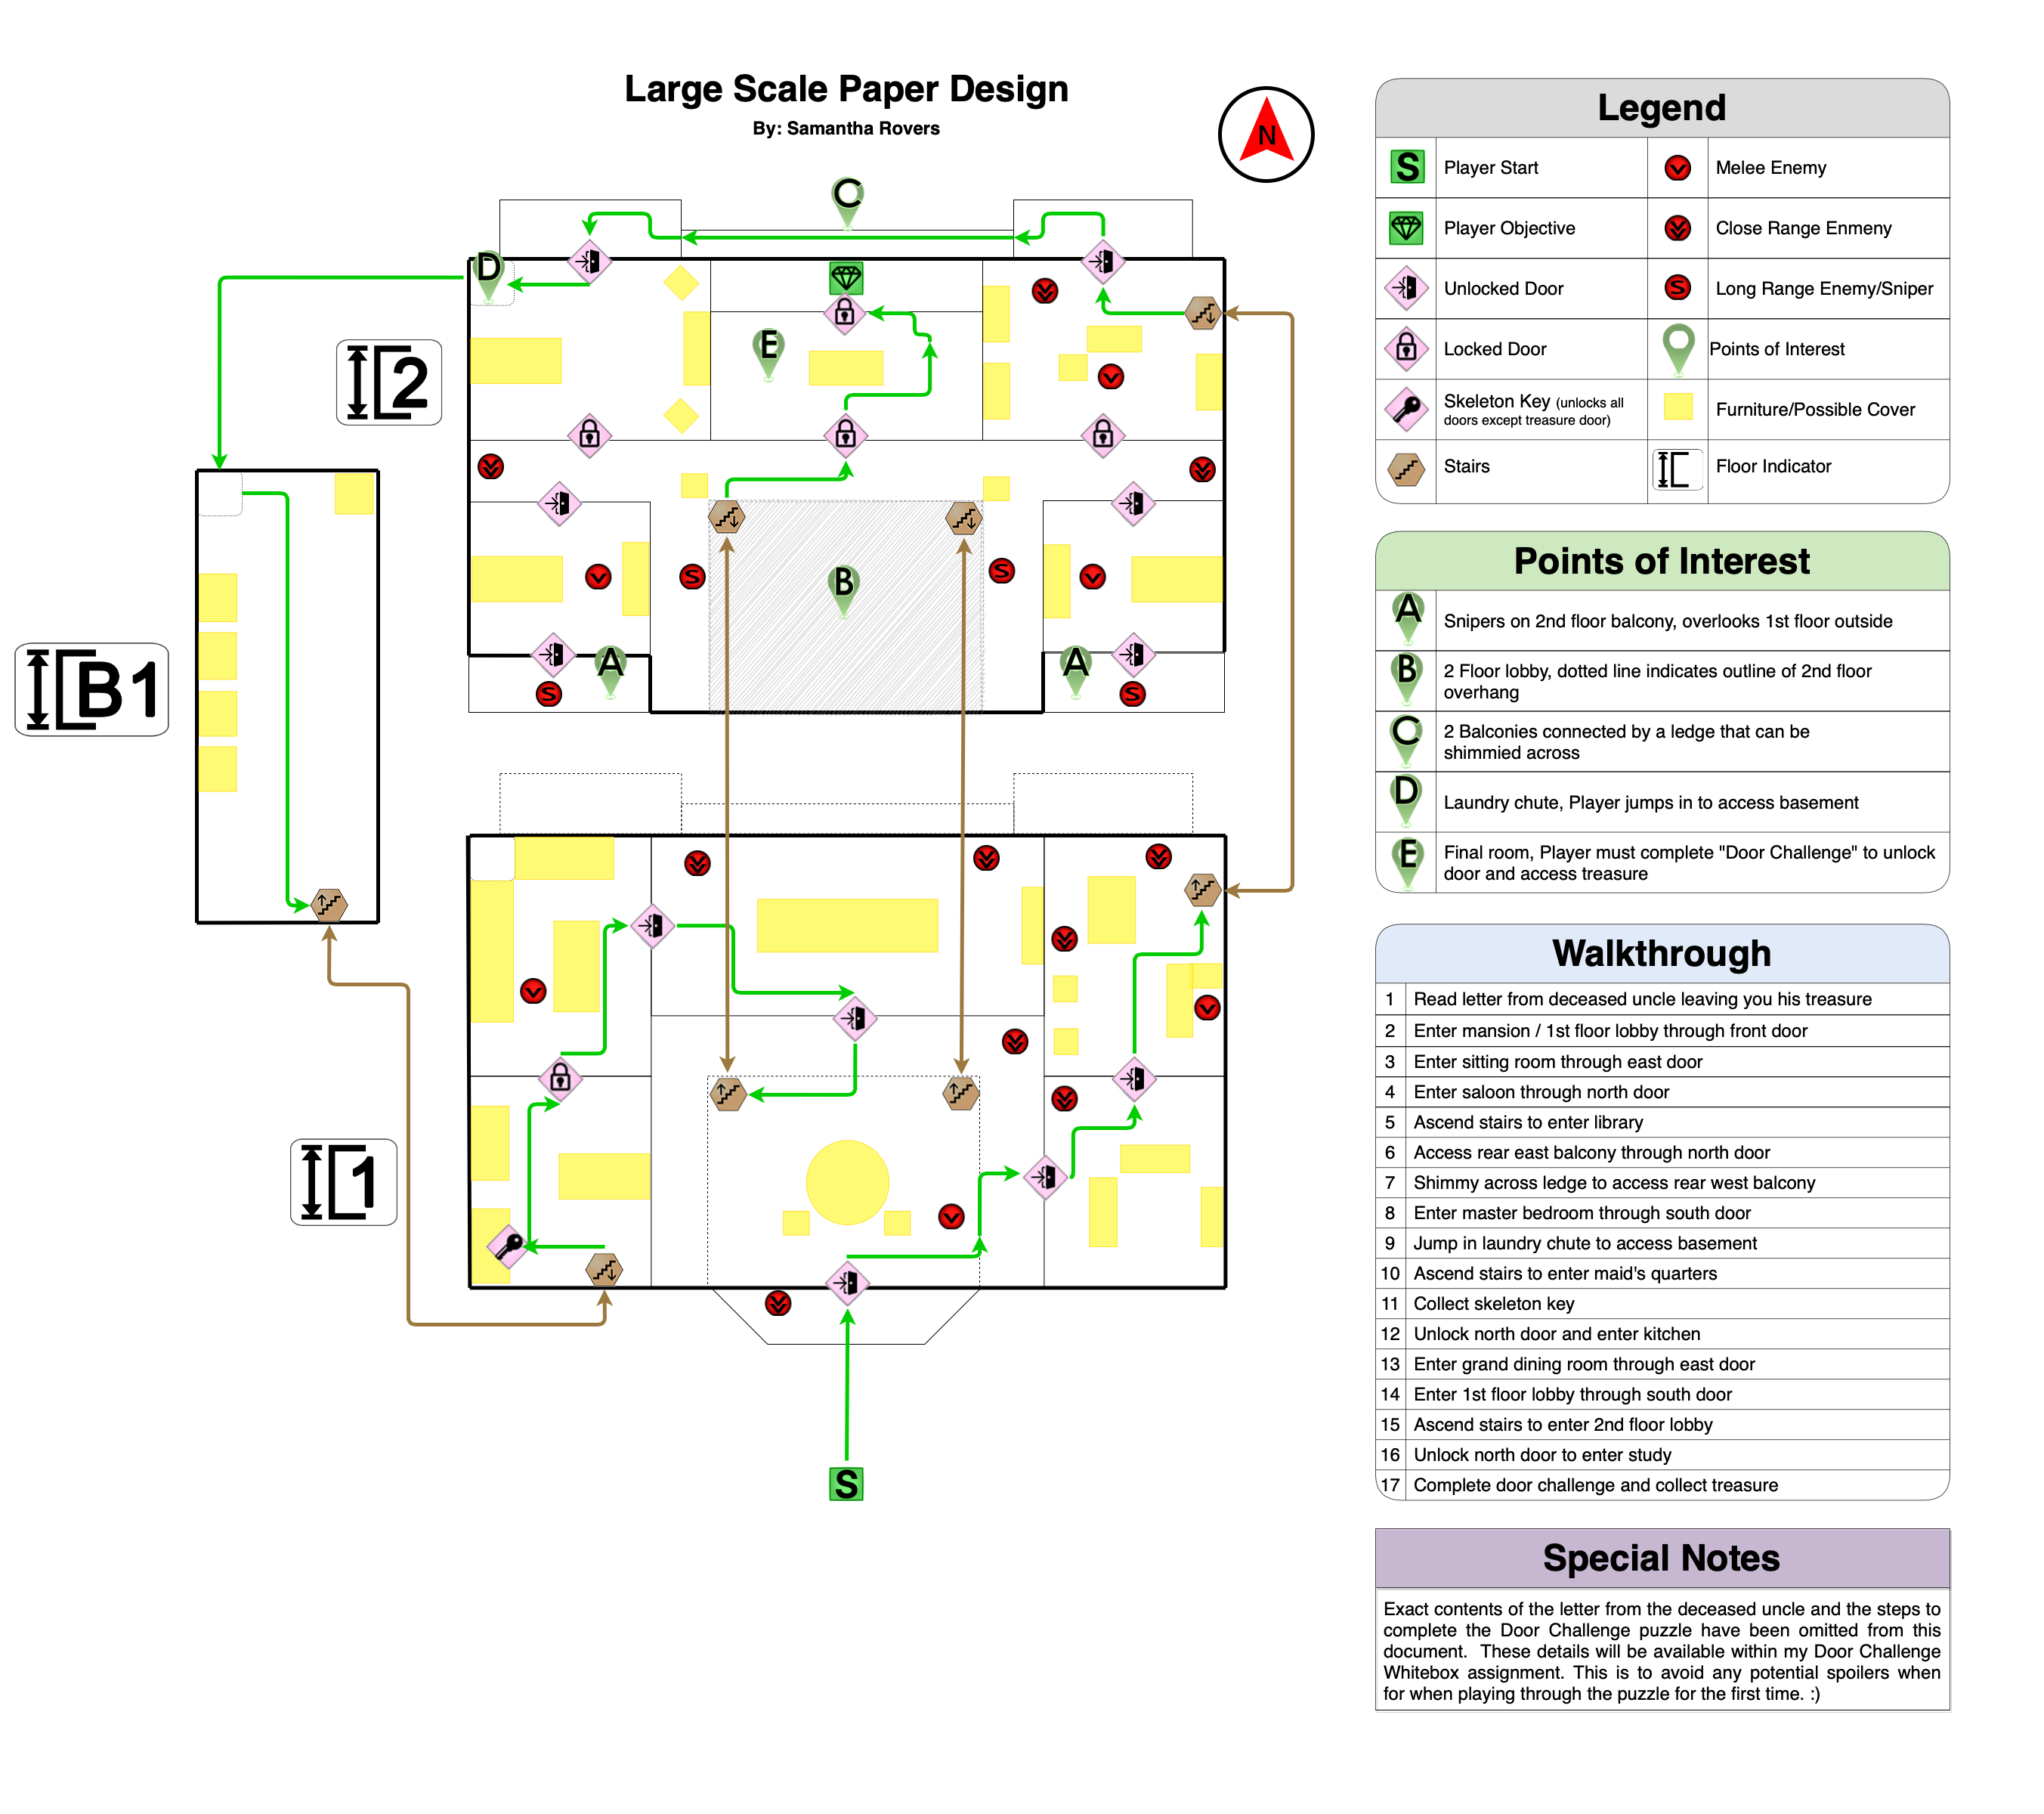 Large Scale Paper Design
By: Samantha Rovers
N
C
D
E
2
B
A
A
B1
1
S
S
S
S
S
Legend
S
Player Start
Melee Enemy
Player Objective
Close Range Enmeny
Unlocked Door
S
Long Range Enemy/Sniper
Locked Door
Points of Interest
Skeleton Key (unlocks all
doors except treasure door)
Furniture/Possible Cover
Stairs
Floor Indicator
Points of Interest
A
Snipers on 2nd floor balcony, overlooks 1st floor outside
B
2 Floor lobby, dotted line indicates outline of 2nd floor
overhang
C
2 Balconies connected by a ledge that can be
shimmied across
D
Laundry chute, Player jumps in to access basement
E
Final room, Player must complete "Door Challenge" to unlock
door and access treasure
Walkthrough
1 Read letter from deceased uncle leaving you his treasure
2 Enter mansion / 1st floor lobby through front door
3 Enter sitting room through east door
4 Enter saloon through north door
5 Ascend stairs to enter library
6 Access rear east balcony through north door
7 Shimmy across ledge to access rear west balcony
8 Enter master bedroom through south door
9 Jump in laundry chute to access basement
10 Ascend stairs to enter maid's quarters
11 Collect skeleton key
12 Unlock north door and enter kitchen
13 Enter grand dining room through east door
14 Enter 1st floor lobby through south door
15 Ascend stairs to enter 2nd floor lobby
16 Unlock north door to enter study
17 Complete door challenge and collect treasure
Special Notes
Exact contents of the letter from the deceased uncle and the steps to
complete the Door Challenge puzzle have been omitted from this
document. These details will be available within my Door Challenge
Whitebox assignment. This is to avoid any potential spoilers when
for when playing through the puzzle for the first time. :)